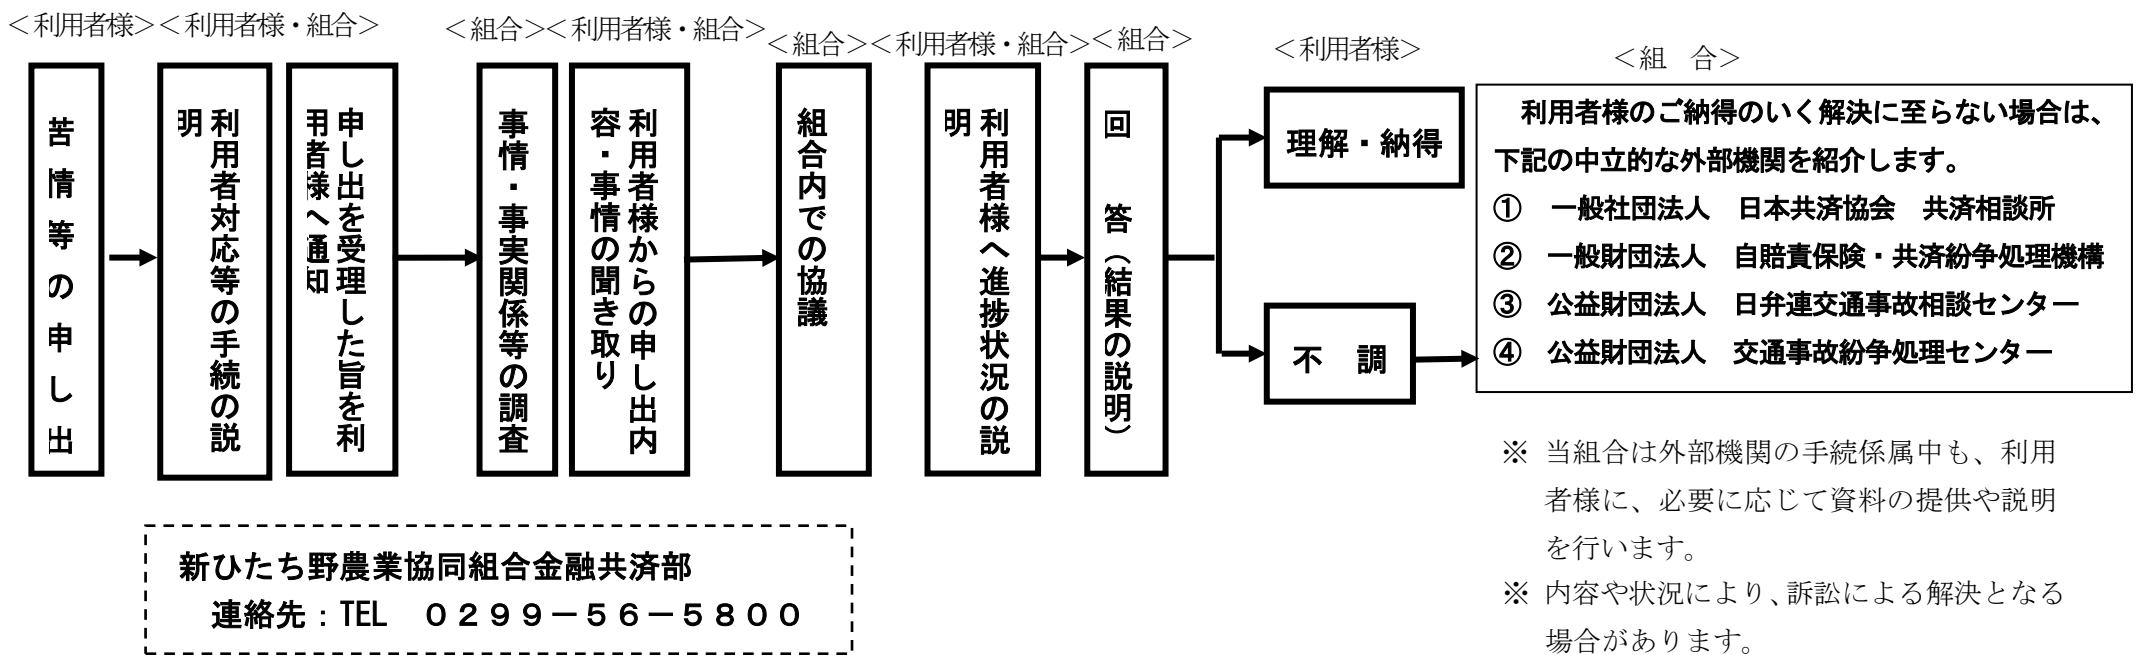 ＜利用者様＞
＜利用者様・組合＞
＜組合＞
＜利用者様・組合＞
＜組合＞
＜利用者様・組合＞
＜組合＞
＜利用者様＞
＜組　合＞
苦情等の申し出
利用者対応等の手続の説
明
申し出を受理した旨を利
用者様へ通知
事情・事実関係等の調査
利用者様からの申し出内
容・事情の聞き取り
組合内での協議
利用者様へ進捗状況の説
明
回　答（結果の説明）
理解・納得
不　調
利用者様のご納得のいく解決に至らない場合は、
下記の中立的な外部機関を紹介します。
①　一般社団法人　日本共済協会　共済相談所
②　一般財団法人　自賠責保険・共済紛争処理機構
③　公益財団法人　日弁連交通事故相談センター
④　公益財団法人　交通事故紛争処理センター
※ 当組合は外部機関の手続係属中も、利用
者様に、必要に応じて資料の提供や説明
を行います。
※ 内容や状況により、訴訟による解決となる
場合があります。
新ひたち野農業協同組合金融共済部
連絡先：TEL　０２９９－５６－５８００